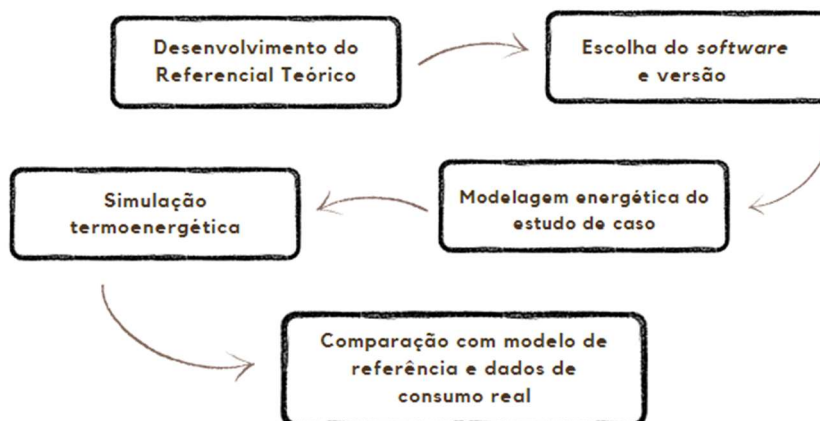 Desenvolvimento do
Referencial Teórico
Escolha do software
e versão
Modelagem energética do
estudo de caso
Simulação
termoenergética
Comparação com modelo de
referência e dados de
consumo real